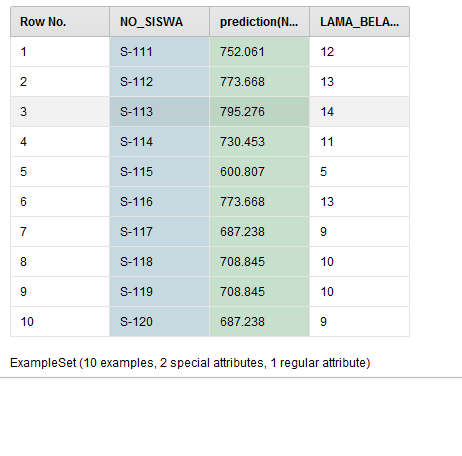 Row No. NO_SISWA prediction(N... LAMA_BELA...
1 S-111 752.061 12
2 S-112 773.668 13
3 S-113 795.276 14
4 S-114 730.453 11
5 S-115 600.807 5
6 S-116 773.668 13
7 S-117 687.238 9
8 S-118 708.845 10
9 S-119 708.845 10
10 S-120 687.238 9
ExampleSet (10 examples, 2 special attributes, 1 regular attribute)